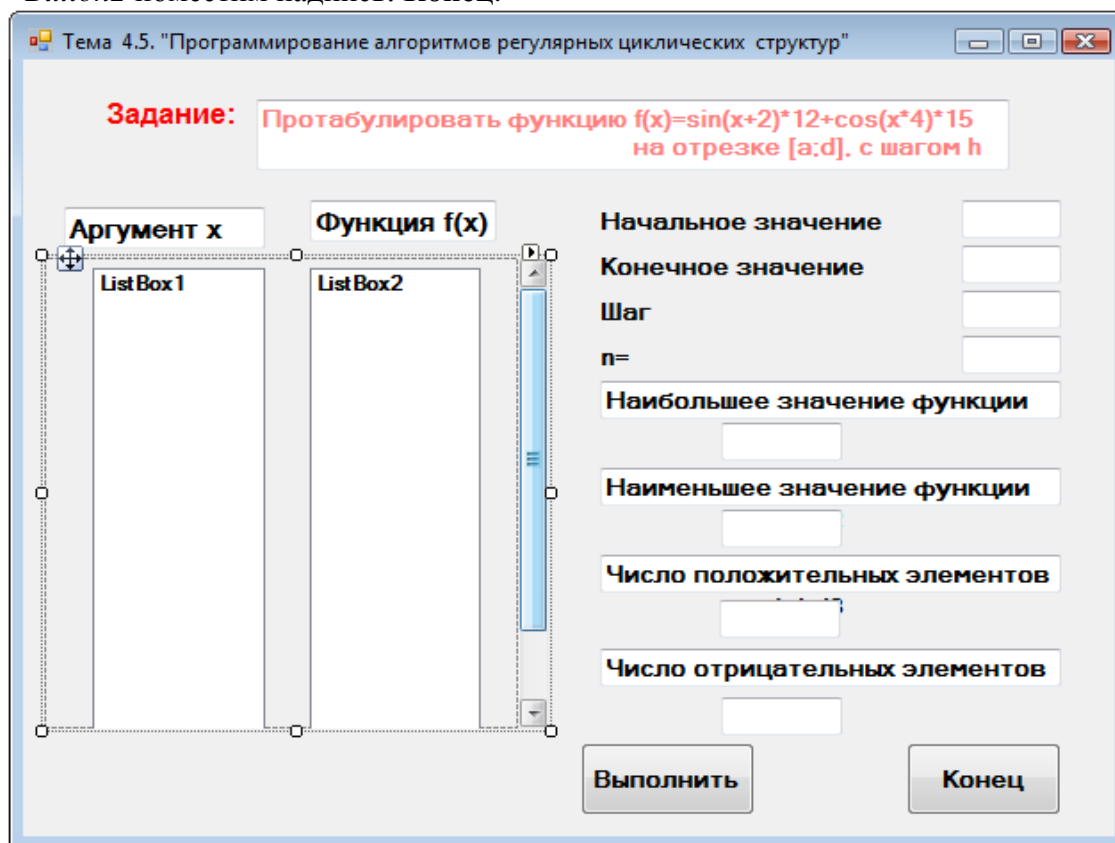 Тема 4.5. "Программирование алгоритмов регулярных циклических структур"
Задание:
Протабулировать функцию f(x)=sin(x+2)*12+cos(x*4)*15
на отрезке [a;d], с шагом h
Аргумент x
Функция f(x)
ListBox1
ListBox2
Начальное значение
Конечное значение
Шаг
n=
Наибольшее значение функции
Наименьшее значение функции
Число положительных элементов
Число отрицательных элементов
Выполнить
Конец